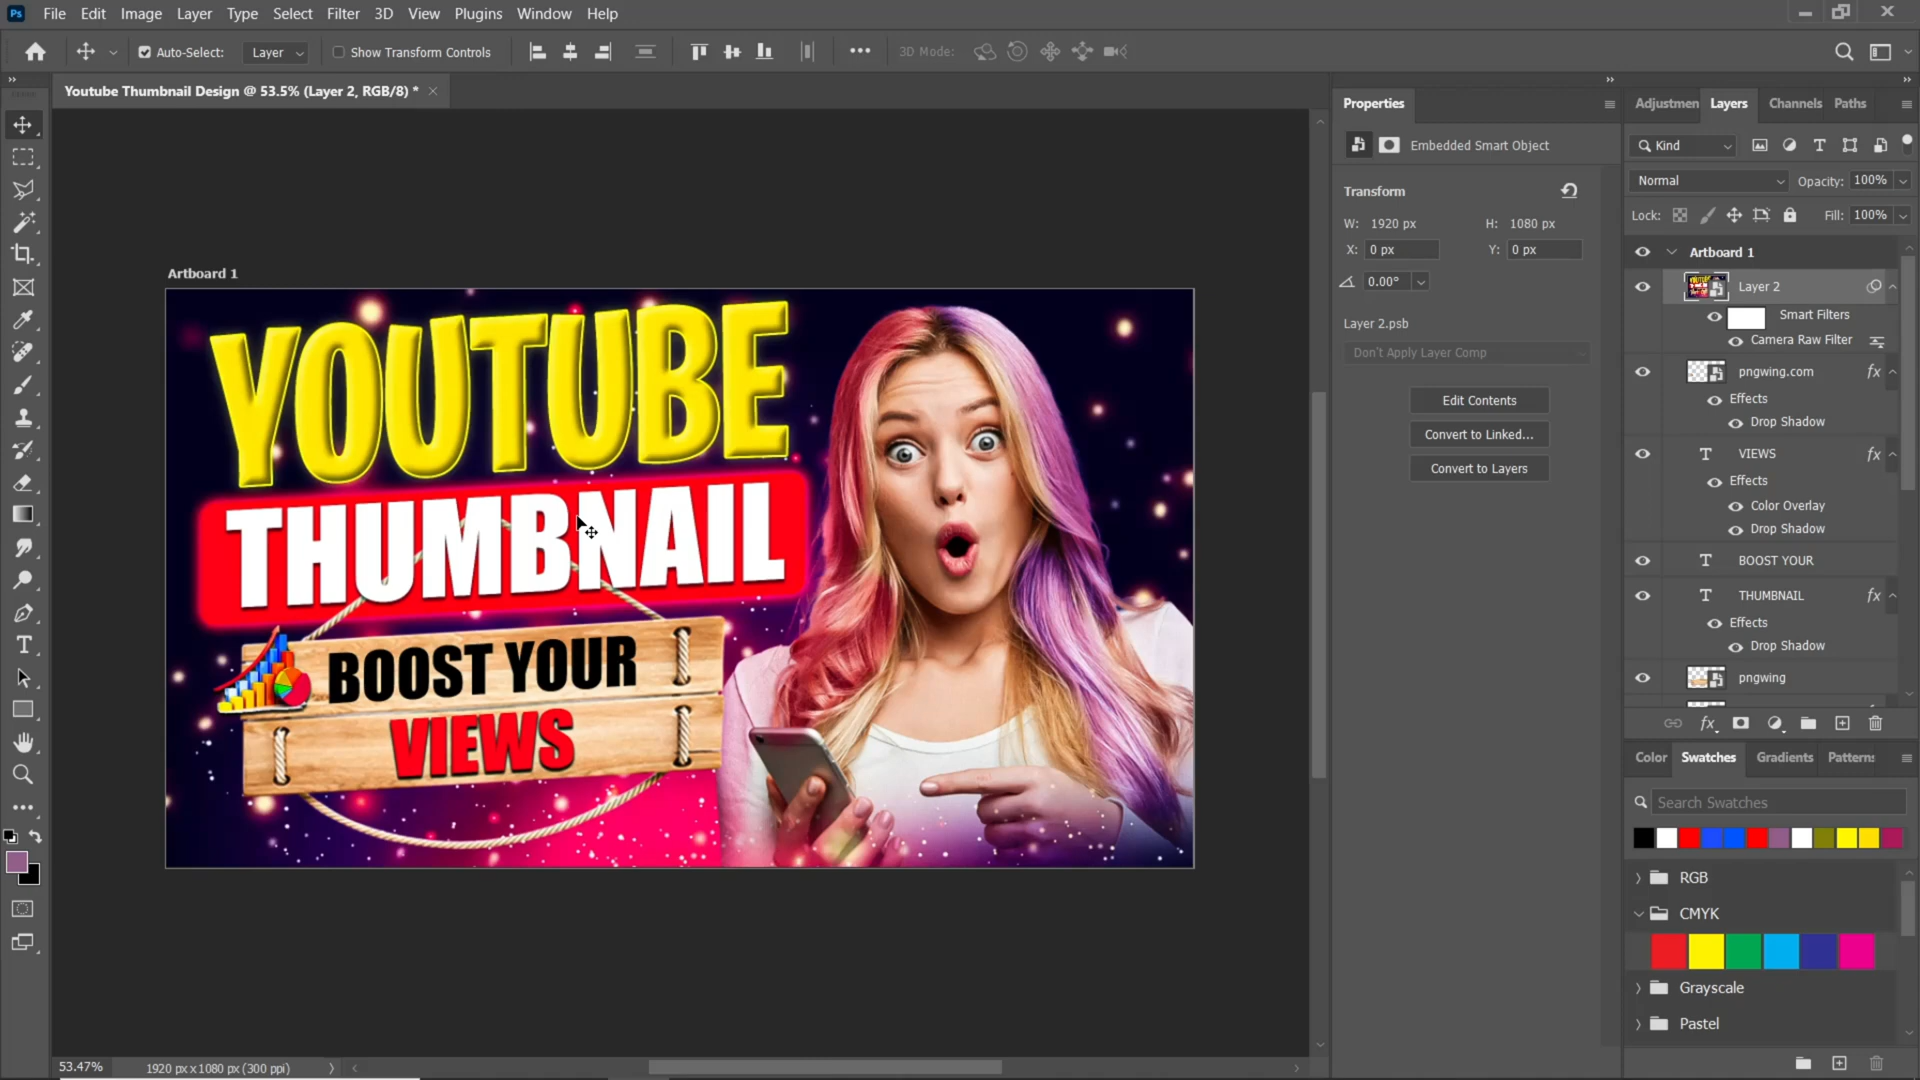 Ps File Edit Image Layer Type Select Filter 3D View Plugins Window Help
Auto-Select: Layer Show Transform Controls 3D Mode:
Youtube Thumbnail Design @ 53.5% (Layer 2, RGB/8) *
Artboard 1
YOUTUBE
THUMBNAIL
BOOST YOUR
VIEWS
53.47% 1920 px x 1080 px (300 ppi)
Properties
Embedded Smart Object
Transform
W: 1920 px H: 1080 px
X: 0 px Y: 0 px
0.00°
Layer 2.psb
Don't Apply Layer Comp
Edit Contents
Convert to Linked...
Convert to Layers
Adjustmen Layers Channels Paths
Kind
Normal Opacity: 100%
Lock: Fill: 100%
Artboard 1
Layer 2
Smart Filters
Camera Raw Filter
pngwing.com fx
Effects
Drop Shadow
T VIEWS fx
Effects
Color Overlay
Drop Shadow
T BOOST YOUR
T THUMBNAIL fx
Effects
Drop Shadow
pngwing
fx
Color Swatches Gradients Patterns
Search Swatches
RGB
CMYK
Grayscale
Pastel